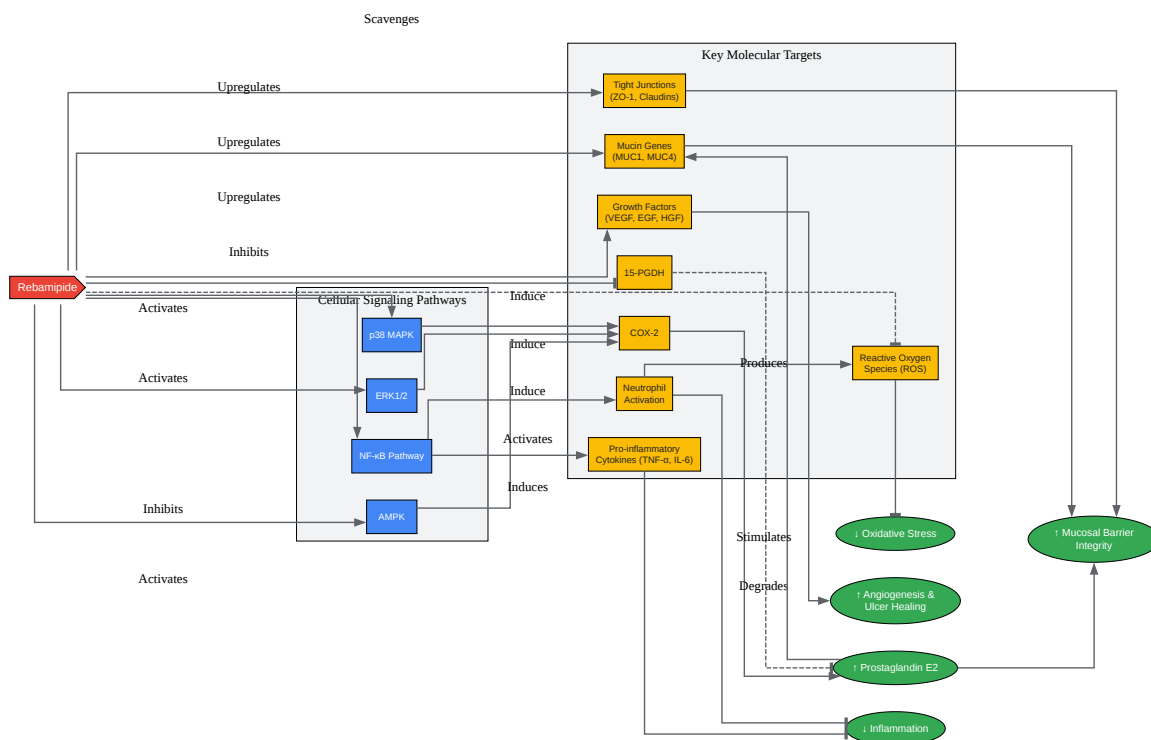 Scavenges
Key Molecular Targets
Tight Junctions
(ZO-1, Claudins)
Upregulates
Mucin Genes
(MUC1, MUC4)
Upregulates
Upregulates
Growth Factors
(VEGF, EGF, HGF)
Inhibits
15-PGDH
Rebamipide
Induce
Cellular Signaling Pathways
Activates
p38 MAPK
COX-2
Induce
Produces
Reactive Oxygen
Species (ROS)
Activates
ERK1/2
Induce
Neutrophil
Activation
Activates
NF-κB Pathway
Pro-inflammatory
Cytokines (TNF-α, IL-6)
Induces
Inhibits
AMPK
Stimulates
↓ Oxidative Stress
↑ Mucosal Barrier
Integrity
Activates
Degrades
↑ Angiogenesis &
Ulcer Healing
↑ Prostaglandin E2
↓ Inflammation